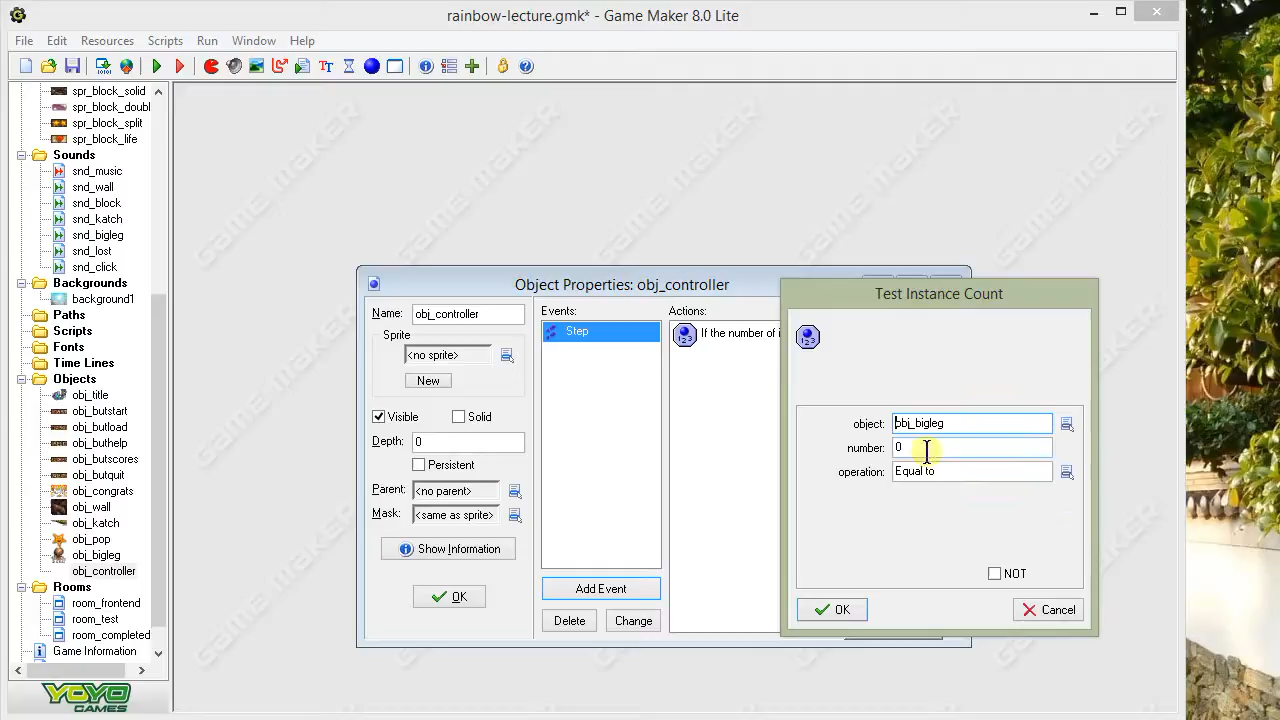 rainbow-lecture.gmk* - Game Maker 8.0 Lite
File Edit Resources Scripts Run Window Help
spr_block_solid
spr_block_doubl
spr_block_split
spr_block_life
Sounds
snd_music
snd_wall
snd_block
snd_katch
snd_bigleg
snd_lost
snd_click
Backgrounds
background1
Paths
Scripts
Fonts
Time Lines
Objects
obj_title
obj_butstart
obj_butload
obj_buthelp
obj_butscores
obj_butquit
obj_congrats
obj_wall
obj_katch
obj_pop
obj_bigleg
obj_controller
Rooms
room_frontend
room_test
room_completed
Game Information
YOYO
GAMES
Object Properties: obj_controller
Name: obj_controller
Sprite
<no sprite>
New
Visible Solid
Depth: 0
Persistent
Parent: <no parent>
Mask: <same as sprite>
Show Information
OK
Events:
Step
Add Event
Delete Change
Actions:
If the number of i
Test Instance Count
object: obj_bigleg
number: 0
operation: Equal to
NOT
OK Cancel
GAME MAKER